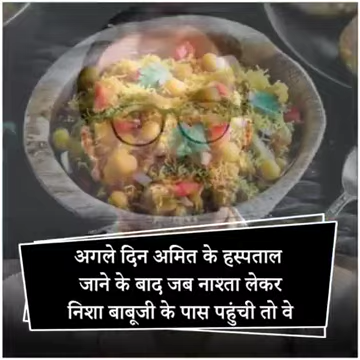 अगले दिन अमित के हस्पताल
जाने के बाद जब नाश्ता लेकर
निशा बाबूजी के पास पहुंची तो वे